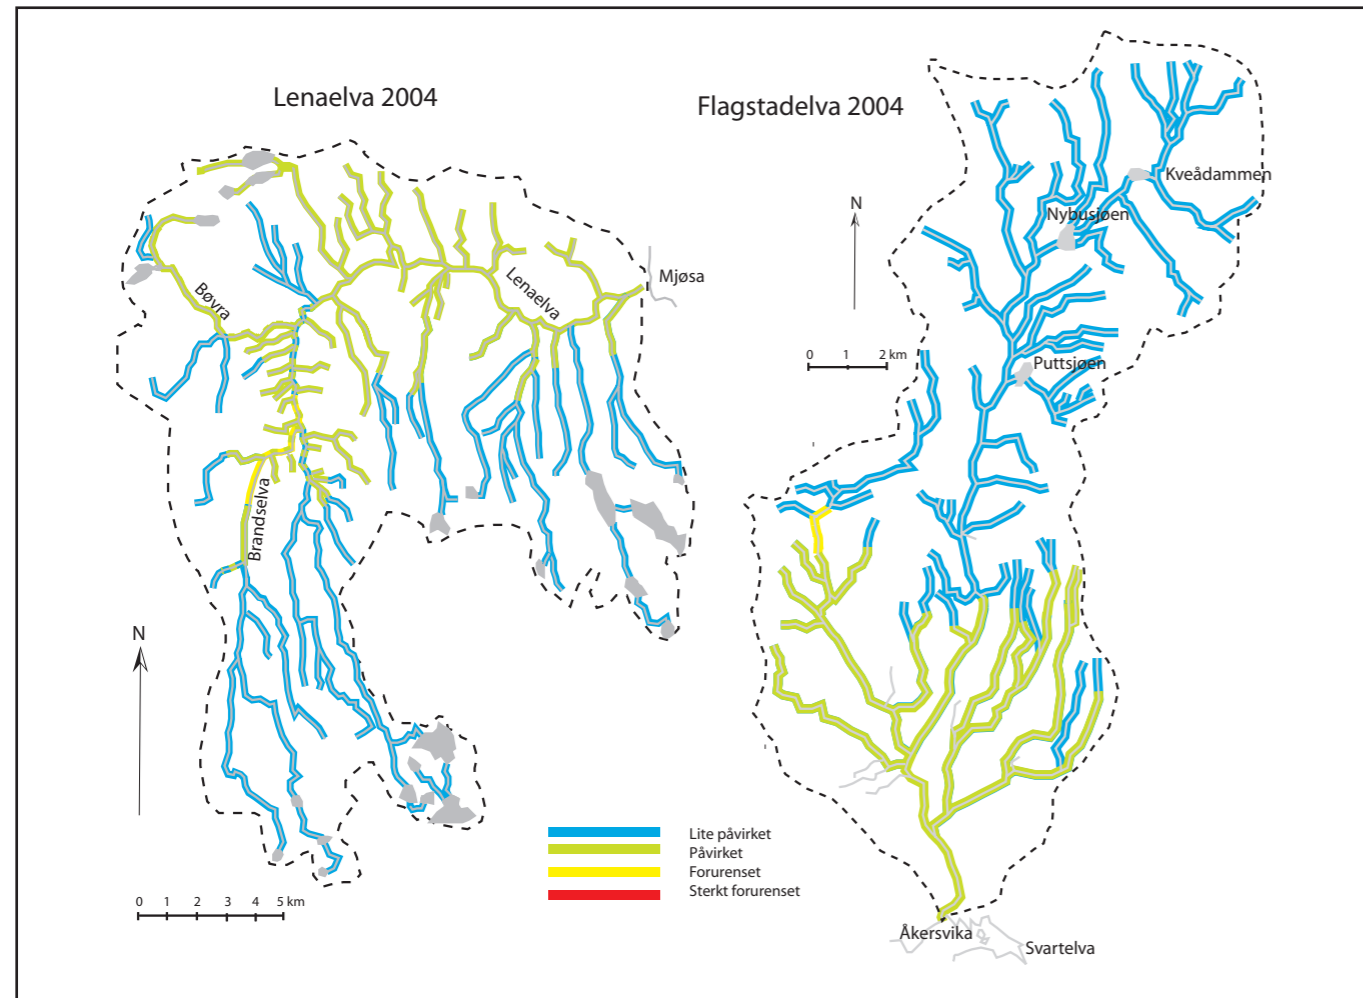 Lenaelva 2004
Flagstadelva 2004
Kveådammen
N
Nybusjøen
Mjøsa
Lenaelva
Bøvra
0 1 2 km
Puttsjøen
Brandselva
N
Lite påvirket
Påvirket
Forurenset
Sterkt forurenset
0 1 2 3 4 5 km
Åkersvika
Svartelva